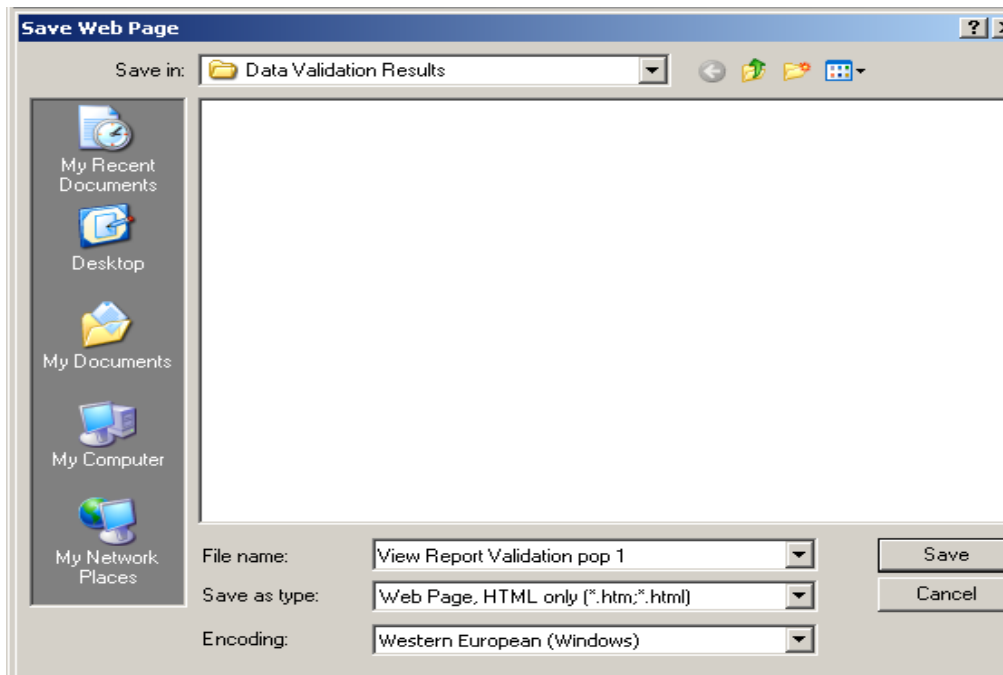 Save Web Page
?
Save in:
Data Validation Results
My Recent
Documents
Desktop
My Documents
My Computer
My Network
Places
File name:
View Report Validation pop 1
Save
Save as type:
Web Page, HTML only (*.htm;*.html)
Cancel
Encoding:
Western European (Windows)